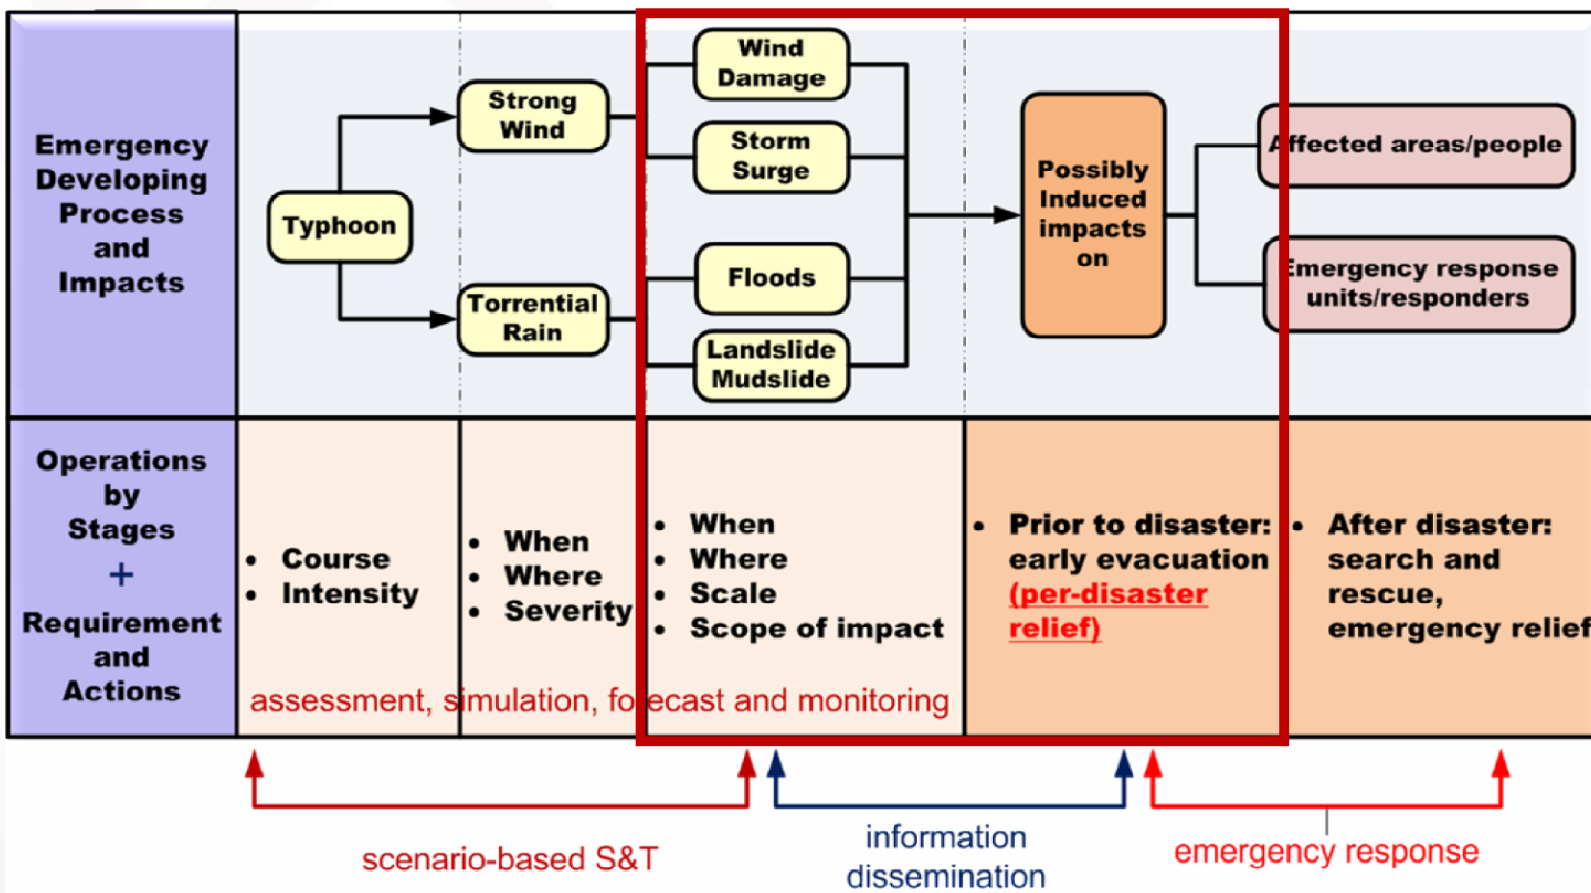 Emergency
Developing
Process
and
Impacts
Typhoon
Strong
Wind
Torrential
Rain
Wind
Damage
Storm
Surge
Floods
Landslide
Mudslide
Possibly
Induced
impacts
on
Affected areas/people
Emergency response
units/responders
Operations
by
Stages
+
Requirement
and
Actions
• Course
• Intensity
• When
• Where
• Severity
• When
• Where
• Scale
• Scope of impact
• Prior to disaster:
early evacuation
(per-disaster
relief)
• After disaster:
search and
rescue,
emergency relief
assessment, simulation, forecast and monitoring
scenario-based S&T
information
dissemination
emergency response